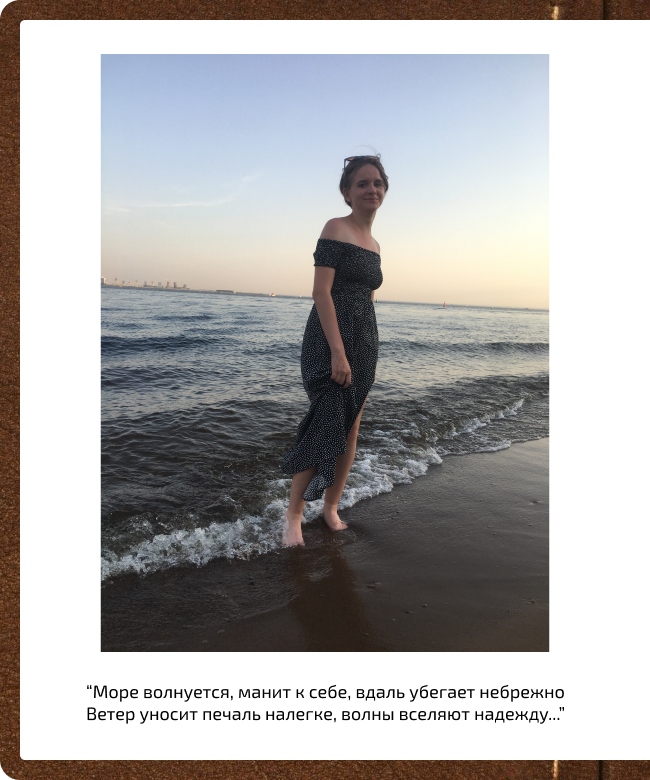 “Море волнуется, манит к себе, вдаль убегает небрежно
Ветер уносит печаль налегке, волны вселяют надежду...”